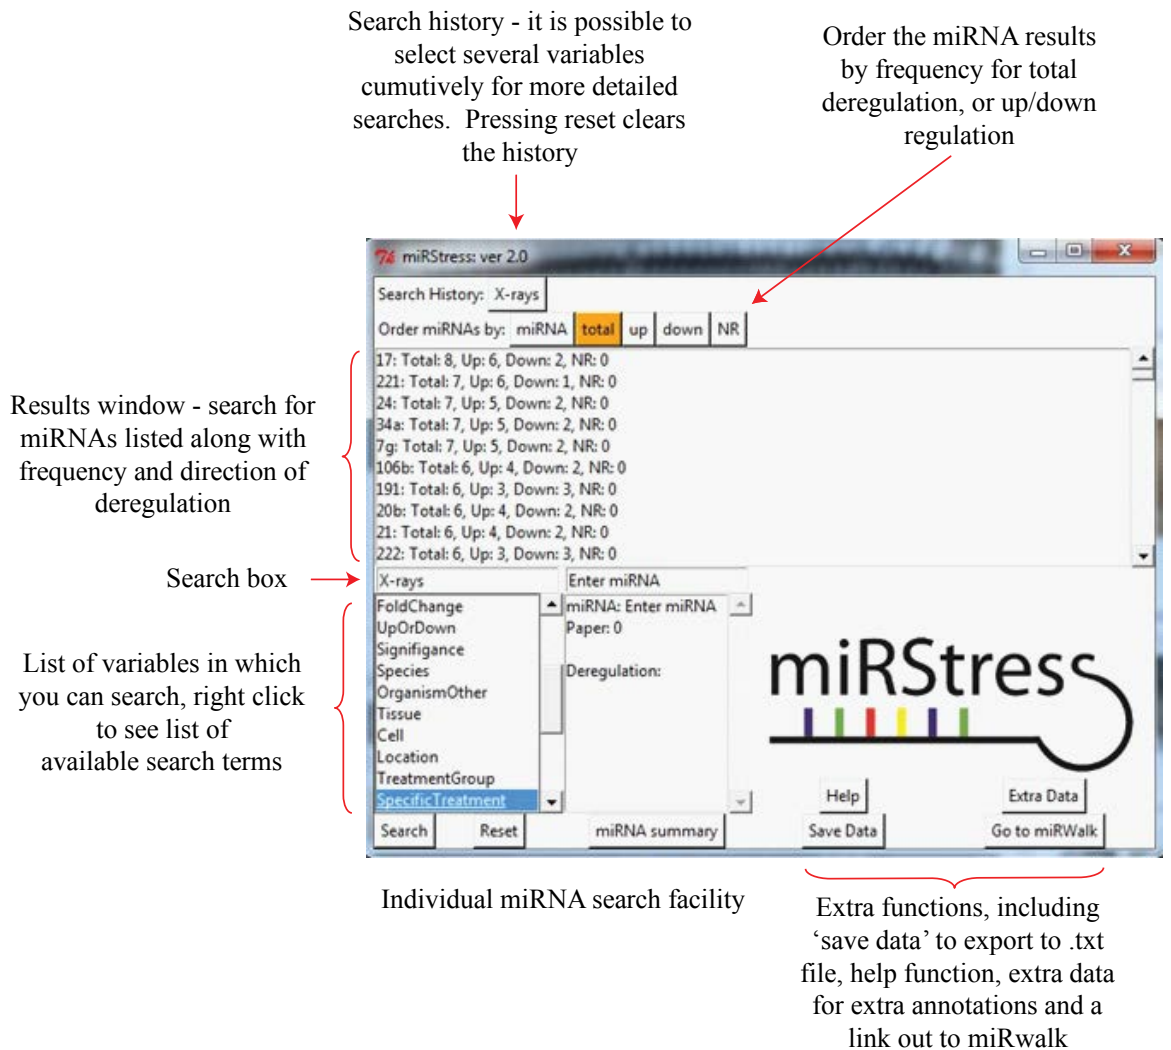 Search history - it is possible to
select several variables
cumutively for more detailed
searches.  Pressing reset clears
the history
Order the miRNA results
by frequency for total
deregulation, or up/down
regulation
miRStress: ver 2.0
Search History: X-rays
Order miRNAs by: miRNA total up down NR
17: Total: 8, Up: 6, Down: 2, NR: 0
221: Total: 7, Up: 6, Down: 1, NR: 0
24: Total: 7, Up: 5, Down: 2, NR: 0
34a: Total: 7, Up: 5, Down: 2, NR: 0
7g: Total: 7, Up: 5, Down: 2, NR: 0
106b: Total: 6, Up: 4, Down: 2, NR: 0
191: Total: 6, Up: 3, Down: 3, NR: 0
20b: Total: 6, Up: 4, Down: 2, NR: 0
21: Total: 6, Up: 4, Down: 2, NR: 0
222: Total: 6, Up: 3, Down: 3, NR: 0
Results window - search for
miRNAs listed along with
frequency and direction of
deregulation
Search box
X-rays
Enter miRNA
List of variables in which
you can search, right click
to see list of
available search terms
FoldChange
UpOrDown
Signifigance
Species
OrganismOther
Tissue
Cell
Location
TreatmentGroup
SpecificTreatment
miRNA: Enter miRNA
Paper: 0
Deregulation:
miRStress
Help
Extra Data
Search
Reset
miRNA summary
Save Data
Go to miRWalk
Individual miRNA search facility
Extra functions, including
‘save data’ to export to .txt
file, help function, extra data
for extra annotations and a
link out to miRwalk